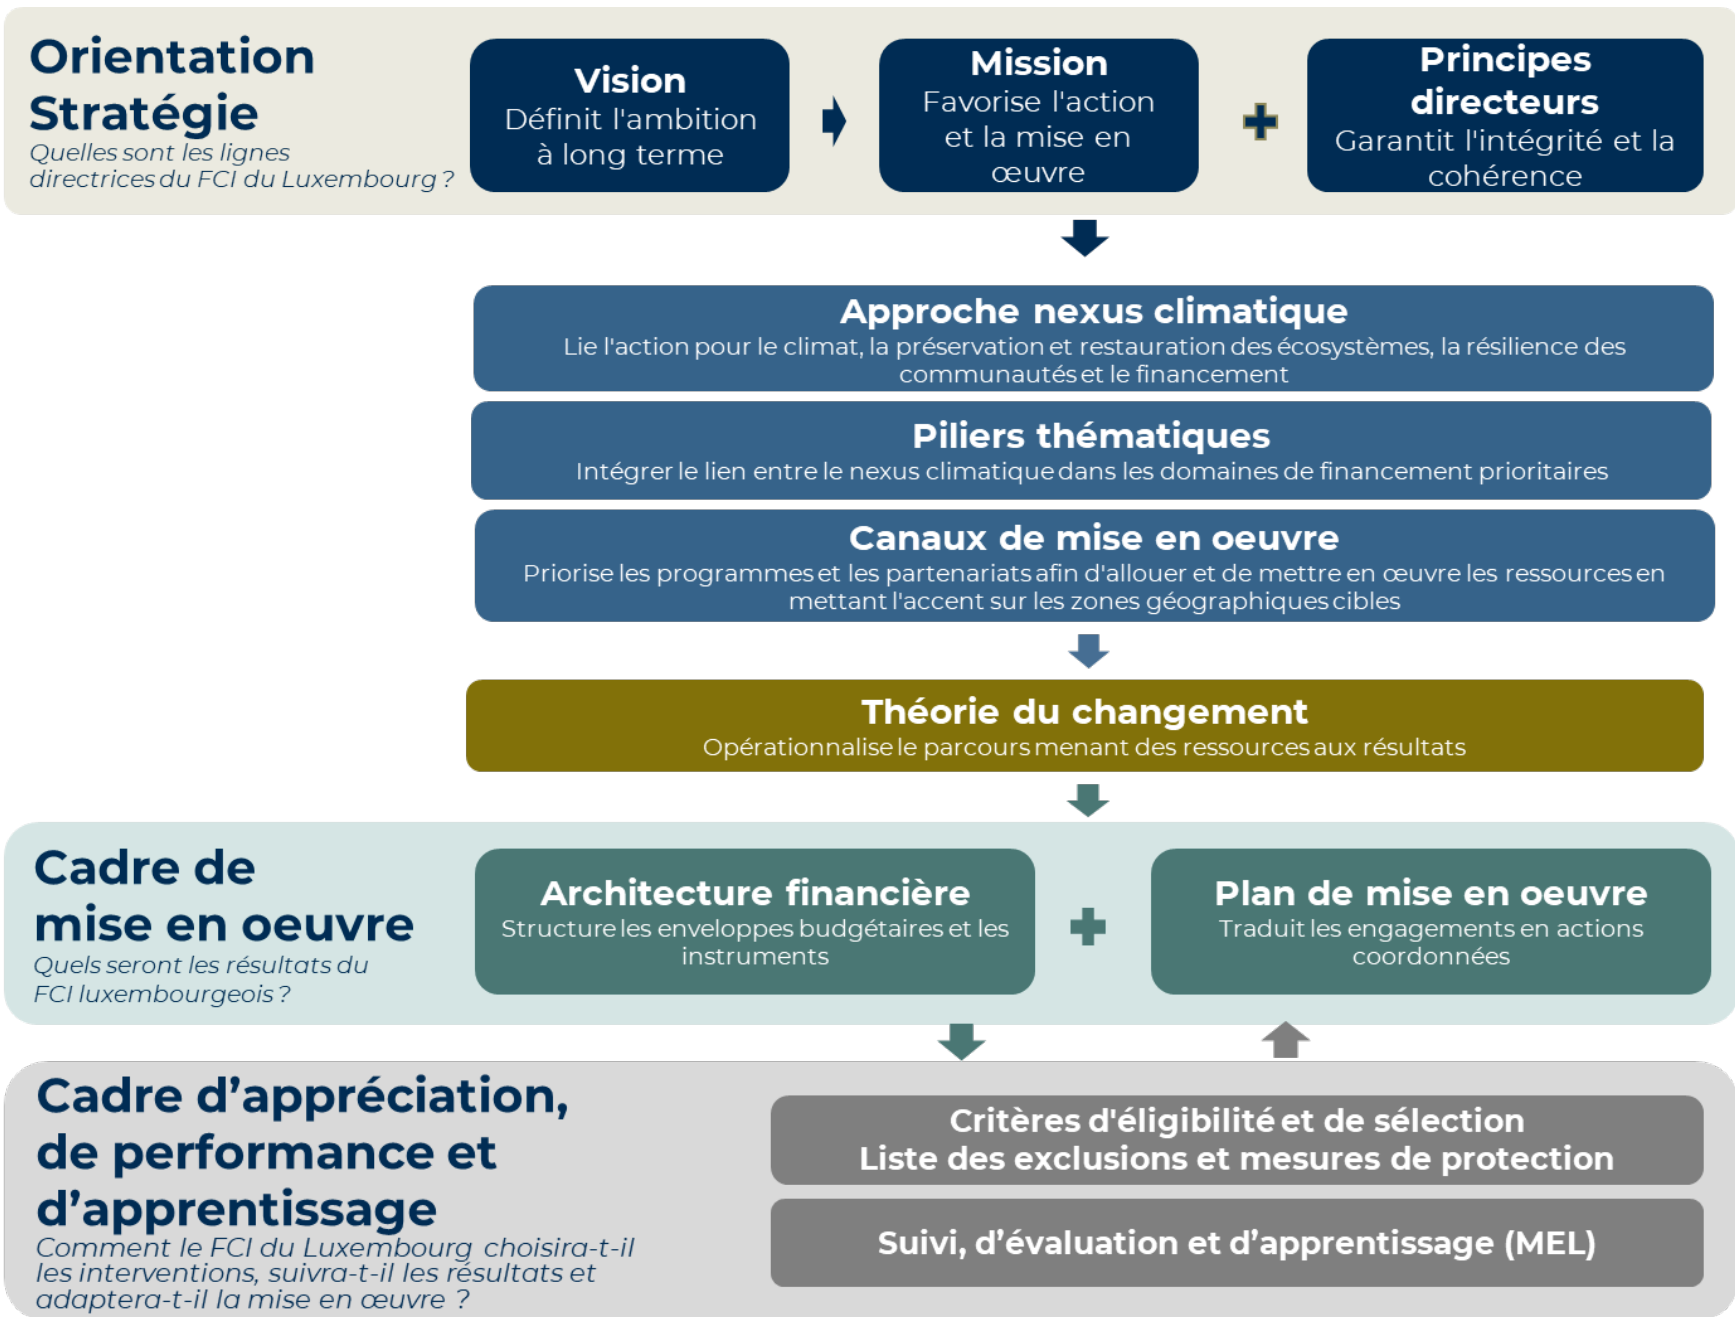 Orientation
Stratégie
Quelles sont les lignes
directrices du FCI du Luxembourg ?
Vision
Définit l'ambition
à long terme
Mission
Favorise l'action
et la mise en
œuvre
Principes
directeurs
Garantit l'intégrité et la
cohérence
Approche nexus climatique
Lie l'action pour le climat, la préservation et restauration des écosystèmes, la résilience des
communautés et le financement
Piliers thématiques
Intégrer le lien entre le nexus climatique dans les domaines de financement prioritaires
Canaux de mise en oeuvre
Priorise les programmes et les partenariats afin d'allouer et de mettre en œuvre les ressources en
mettant l'accent sur les zones géographiques cibles
Théorie du changement
Opérationnalise le parcours menant des ressources aux résultats
Cadre de
mise en oeuvre
Quels seront les résultats du
FCI luxembourgeois ?
Architecture financière
Structure les enveloppes budgétaires et les
instruments
Plan de mise en oeuvre
Traduit les engagements en actions
coordonnées
Cadre d’appréciation,
de performance et
d’apprentissage
Comment le FCI du Luxembourg choisira-t-il
les interventions, suivra-t-il les résultats et
adaptera-t-il la mise en œuvre ?
Critères d'éligibilité et de sélection
Liste des exclusions et mesures de protection
Suivi, d’évaluation et d’apprentissage (MEL)